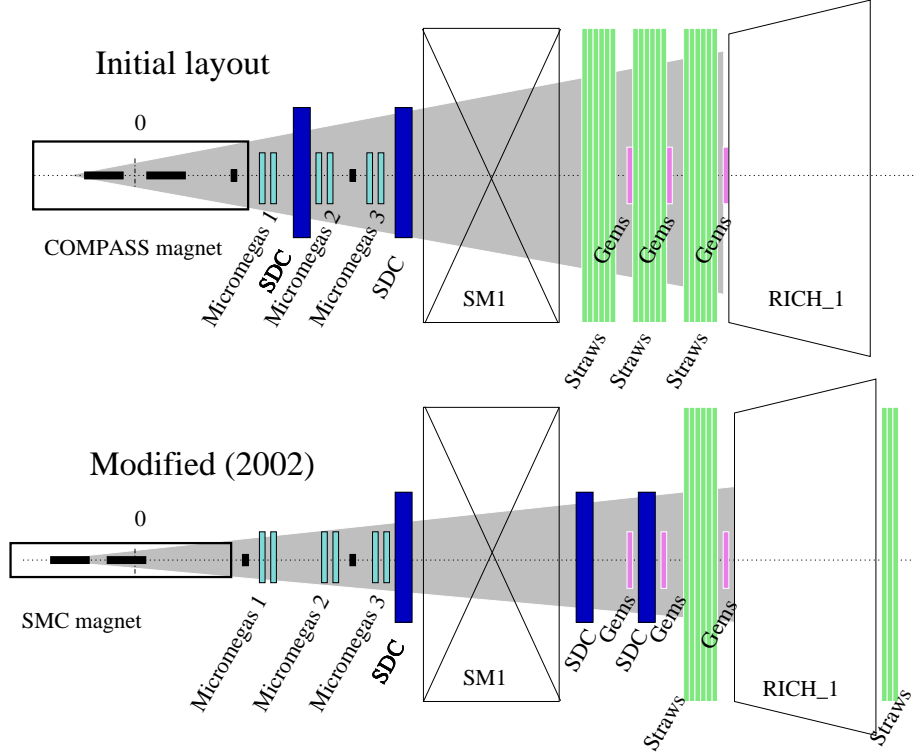 Initial layout
0
COMPASS magnet
Micromegas 1
SDC
Micromegas 2
Micromegas 3
SDC
SM1
Gems
Gems
Gems
RICH_1
Straws
Straws
Straws
Modified (2002)
0
SMC magnet
Micromegas 1
Micromegas 2
Micromegas 3
SDC
SM1
SDC
Gems
SDC
Gems
Gems
RICH_1
Straws
Straws